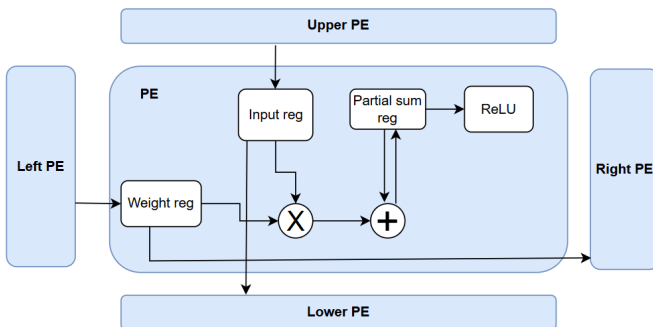 Upper PE
PE
Input reg
Partial sum
reg
ReLU
Left PE
Right PE
Weight reg
X
+
Lower PE